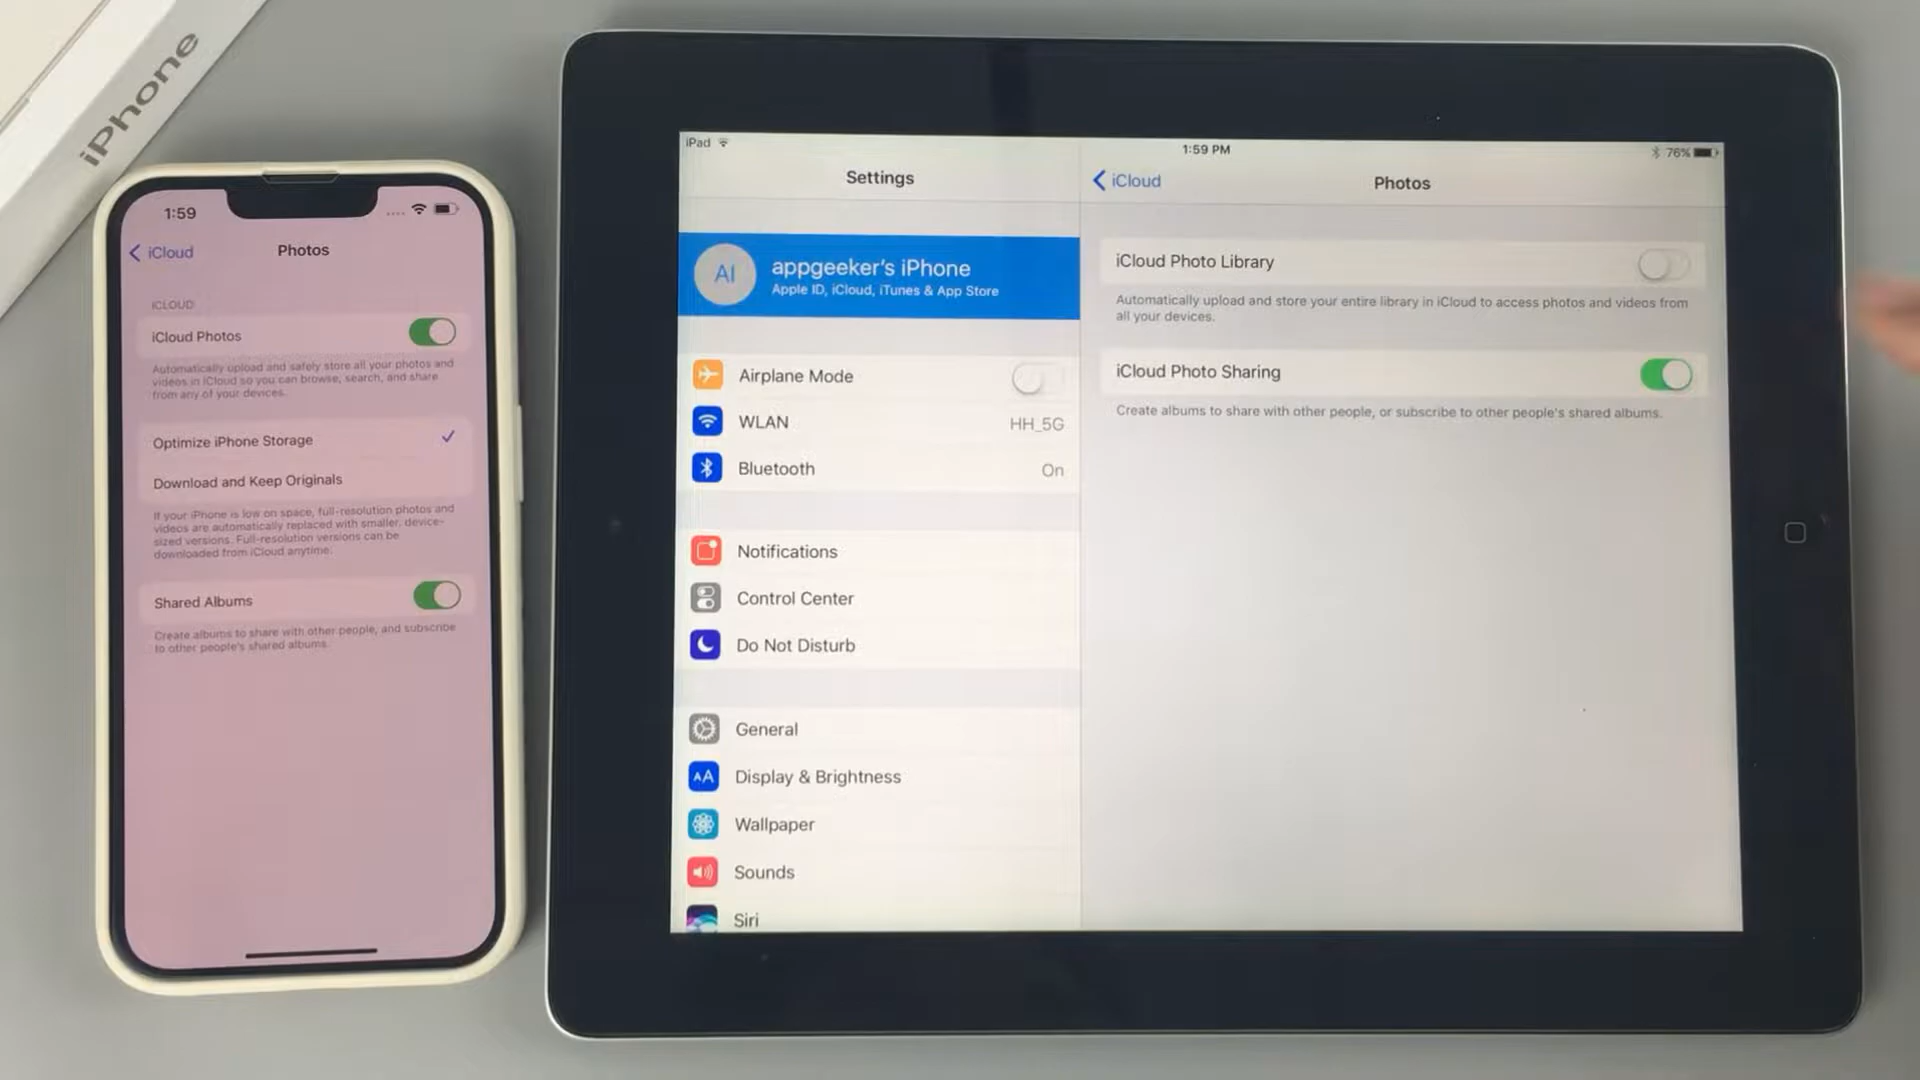 iPhone
1:59
iCloud
Photos
iCLOUD
iCloud Photos
Automatically upload and safely store all your photos and
videos in iCloud so you can browse, search, and share
from any of your devices.
Optimize iPhone Storage
Download and Keep Originals
If your iPhone is low on space, full-resolution photos and
videos are automatically replaced with smaller, device-
sized versions. Full-resolution versions can be
downloaded from iCloud anytime.
Shared Albums
Create albums to share with other people, and subscribe
to other people's shared albums.
iPad
1:59 PM
76%
Settings
AI
appgeeker's iPhone
Apple ID, iCloud, iTunes & App Store
Airplane Mode
WLAN
HH_5G
Bluetooth
On
Notifications
Control Center
Do Not Disturb
General
AA
Display & Brightness
Wallpaper
Sounds
Siri
iCloud
Photos
iCloud Photo Library
Automatically upload and store your entire library in iCloud to access photos and videos from
all your devices.
iCloud Photo Sharing
Create albums to share with other people, or subscribe to other people's shared albums.